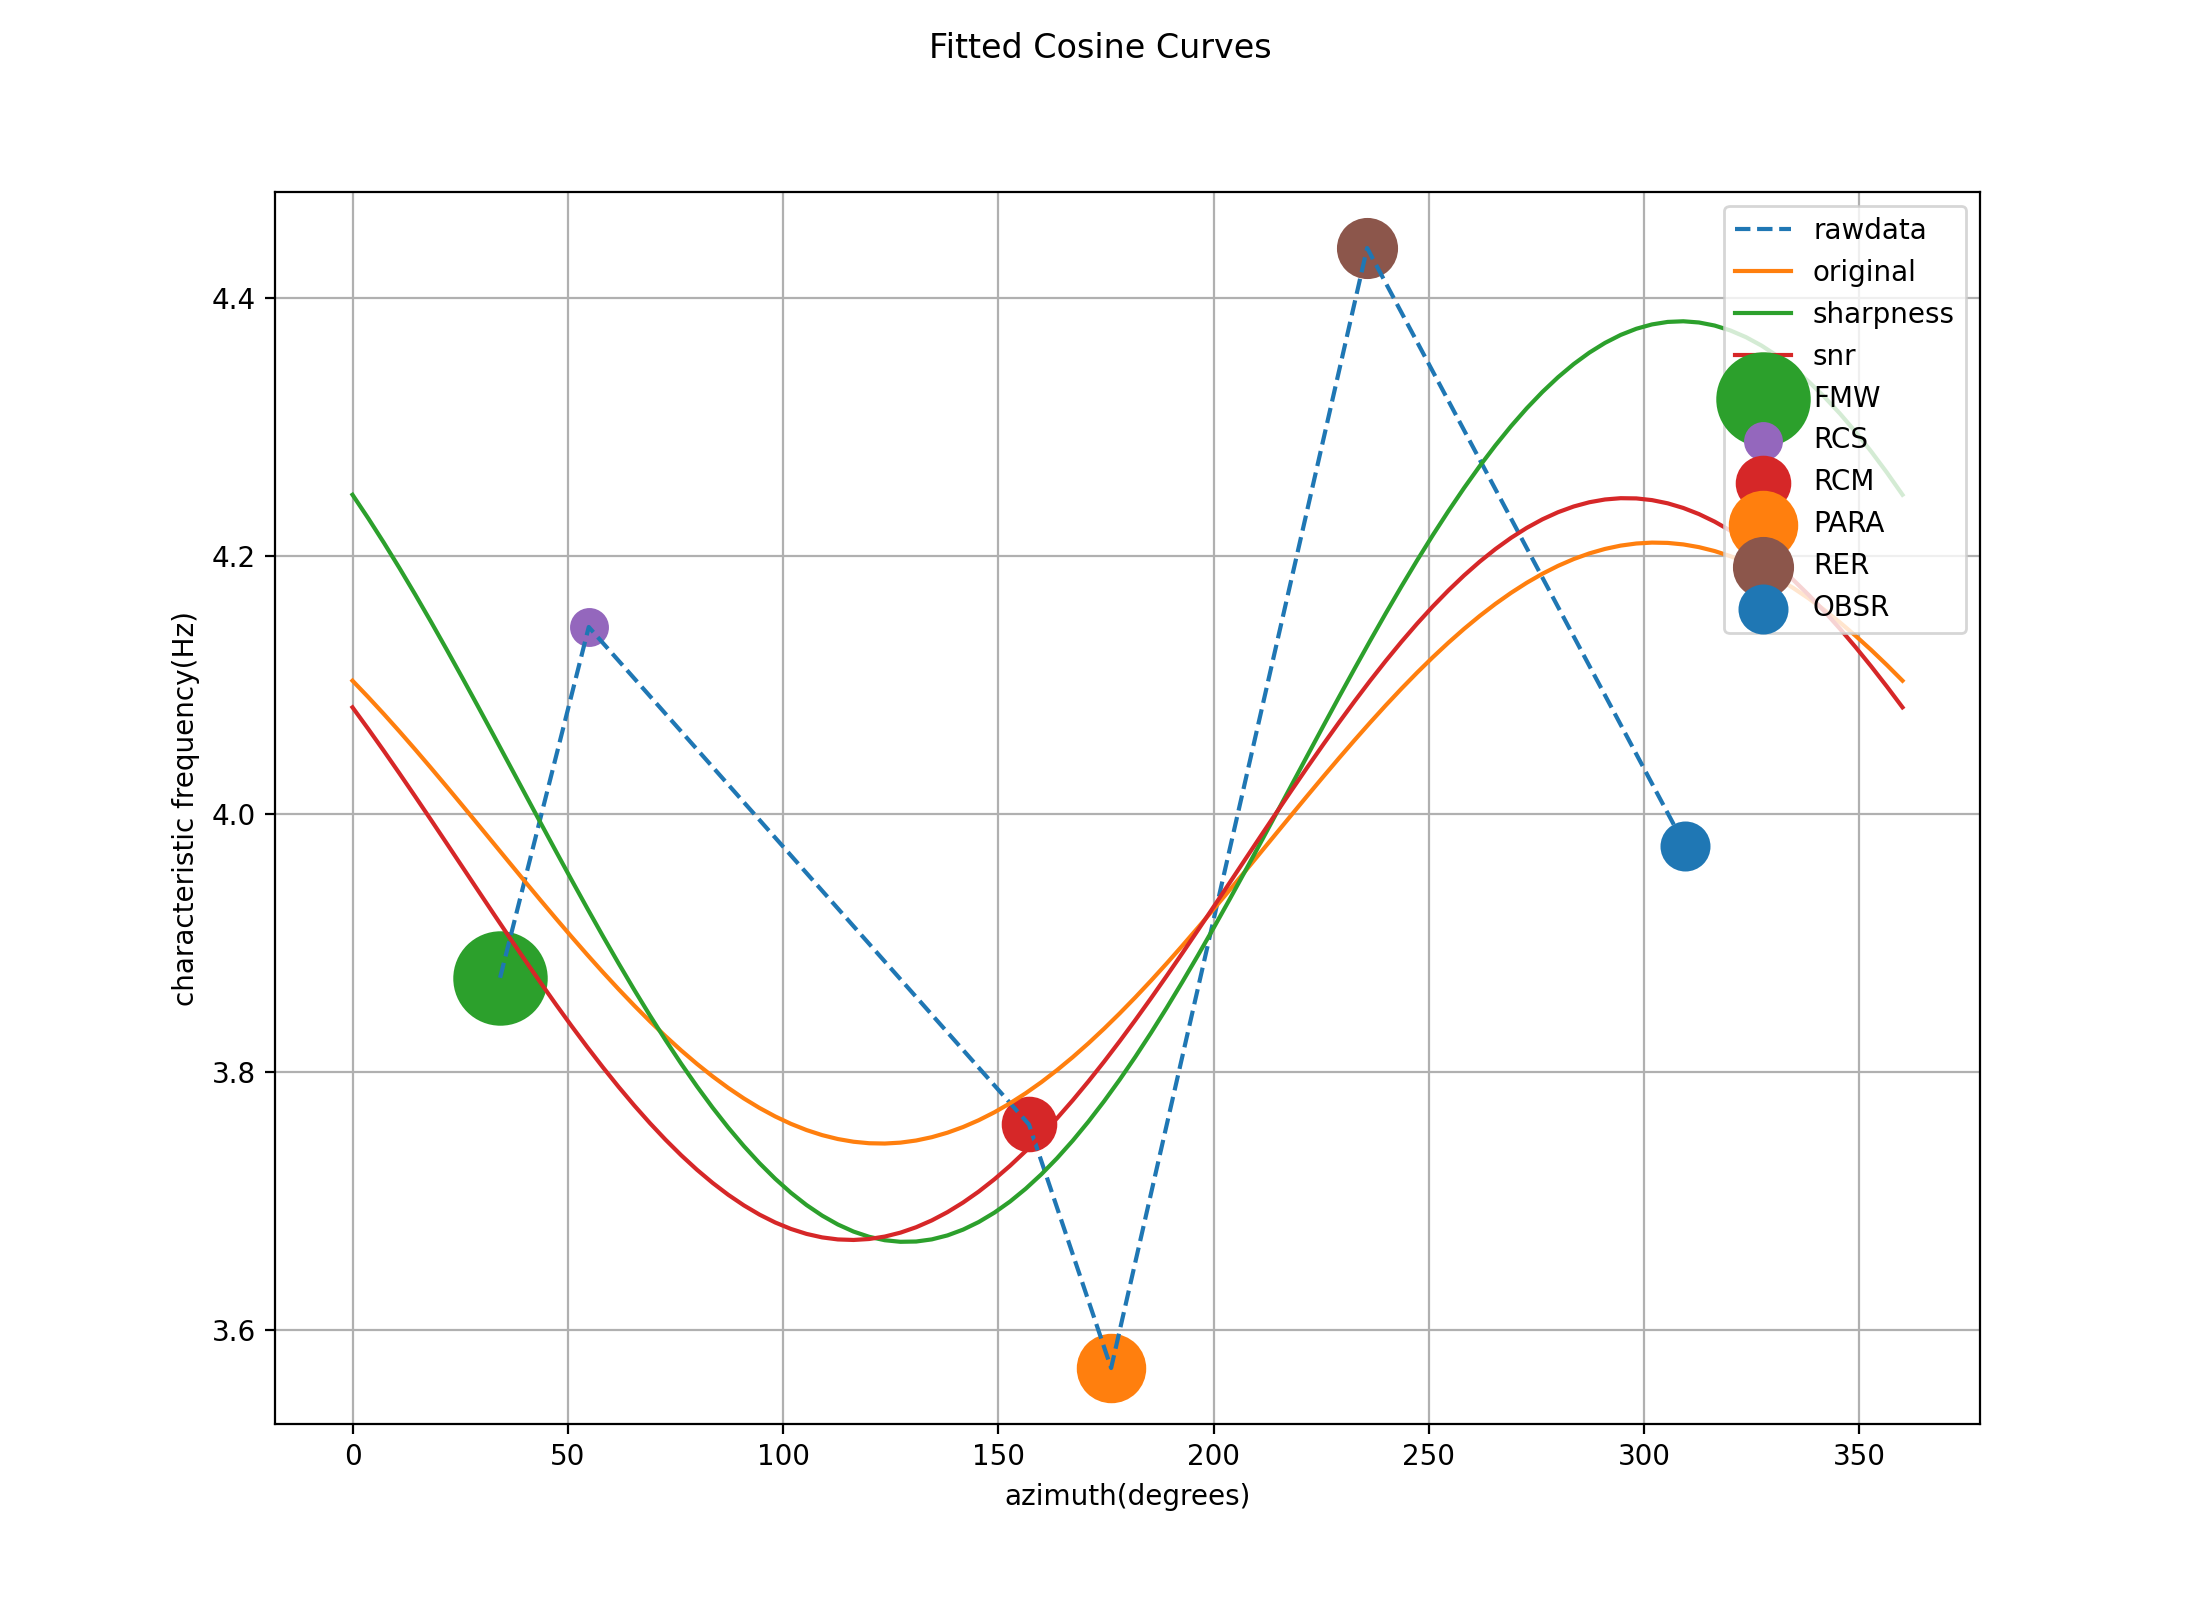 Fitted Cosine Curves
rawdata
original
sharpness
snr
FMW
RCS
RCM
PARA
RER
OBSR
characteristic frequency(Hz)
4.4
4.2
4.0
3.8
3.6
0 50 100 150 200 250 300 350
azimuth(degrees)